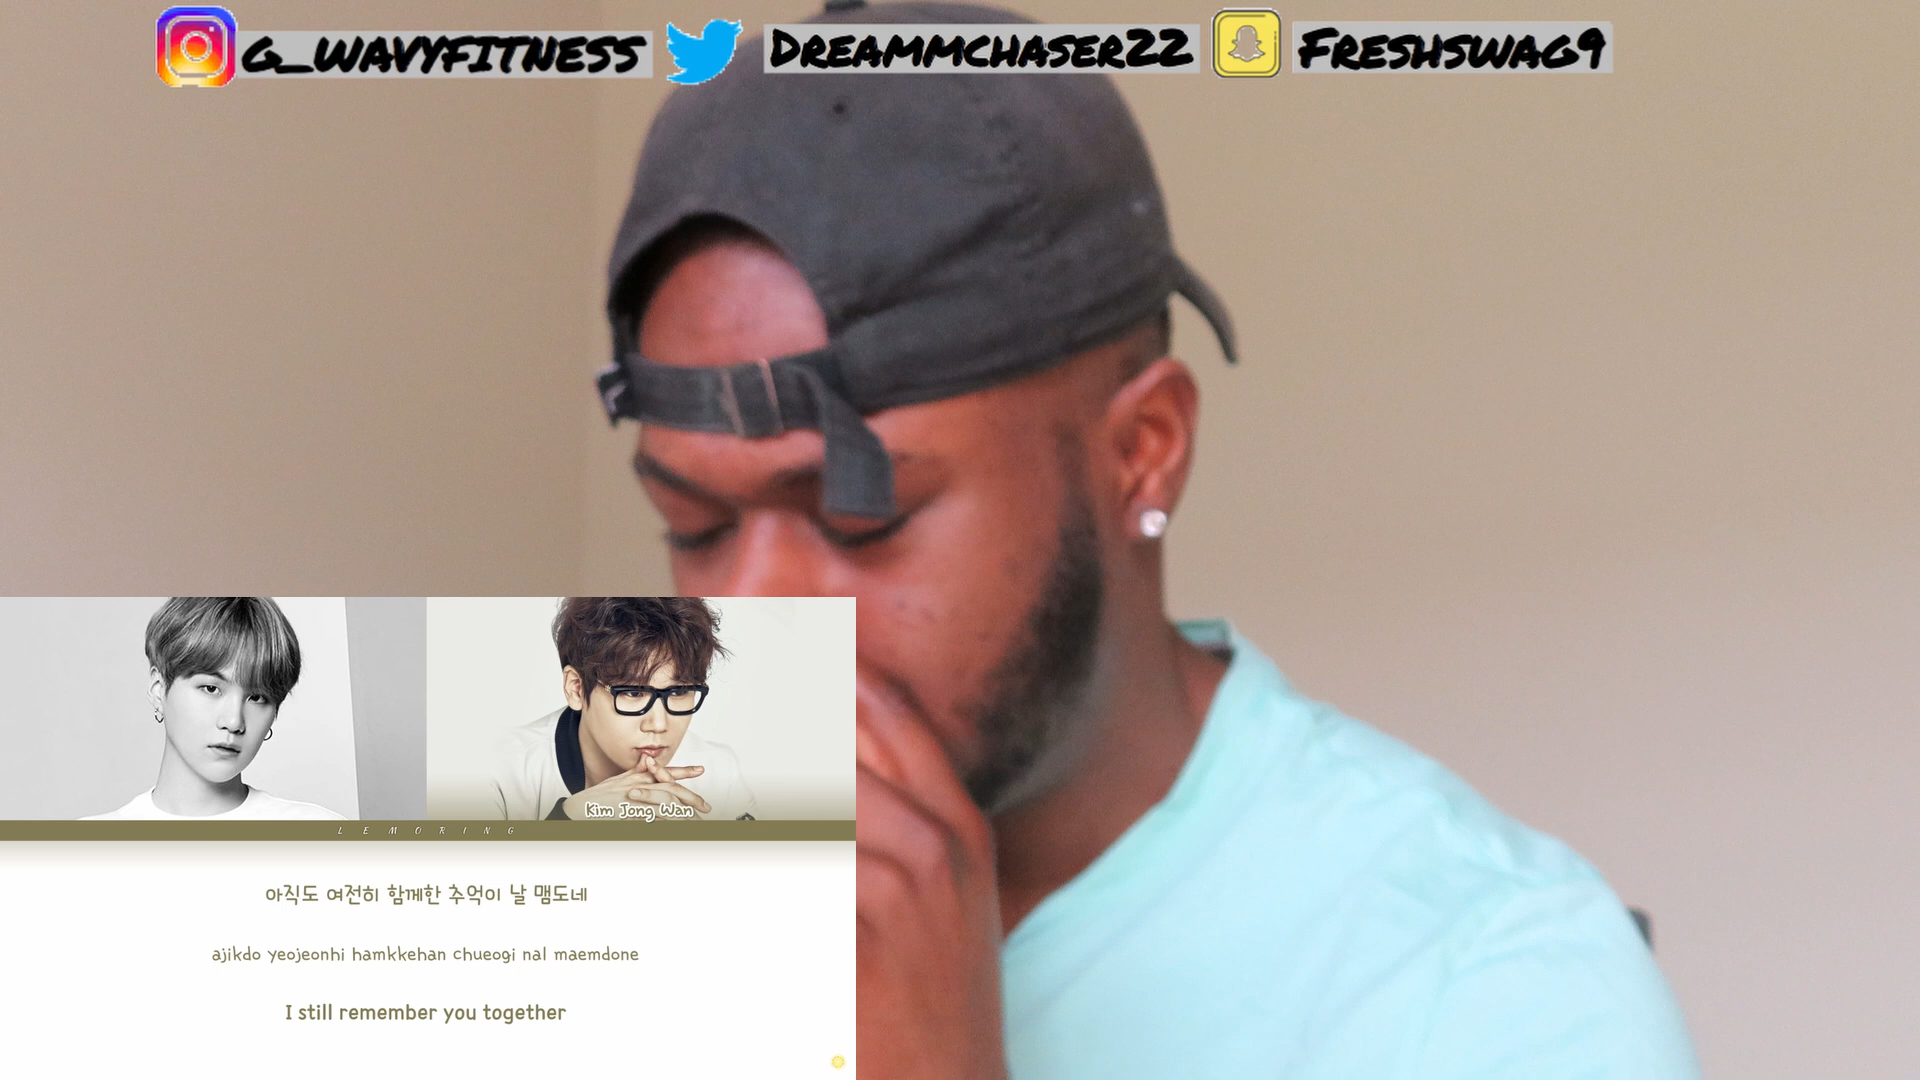 G_WAVYFITNESS DREAMMCHASER22 FRESHSWAG9
Kim Jong Wan
LEMORING
아직도 여전히 함께한 추억이 날 맴도네
ajikdo yeojeonhi hamkkehan chueogi nal maemdone
I still remember you together